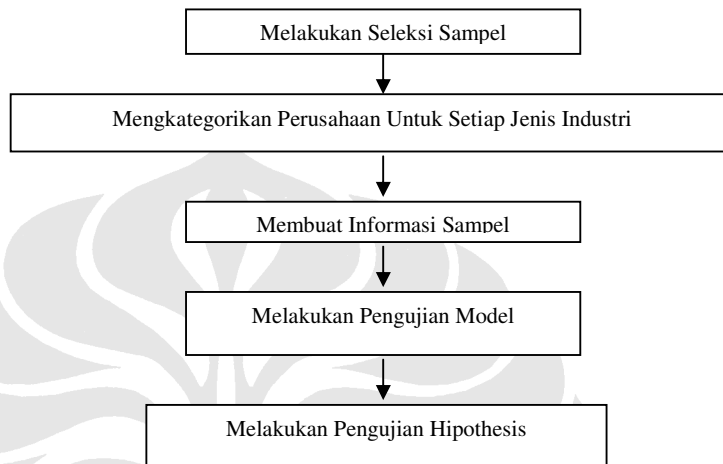 Melakukan Seleksi Sampel
Mengkategorikan Perusahaan Untuk Setiap Jenis Industri
Membuat Informasi Sampel
Melakukan Pengujian Model
Melakukan Pengujian Hipothesis